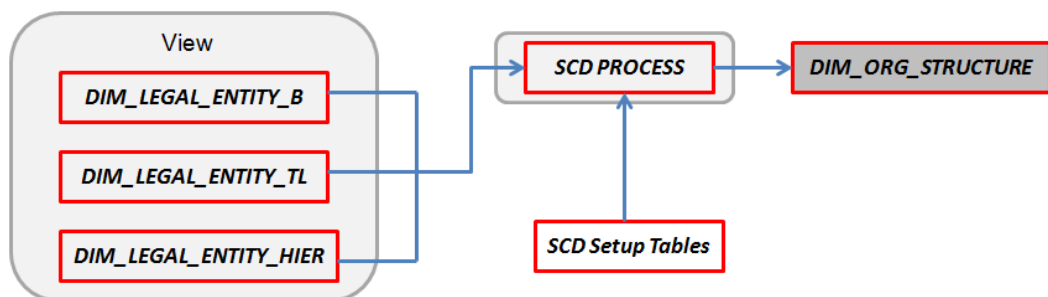 View
DIM_LEGAL_ENTITY_B
DIM_LEGAL_ENTITY_TL
DIM_LEGAL_ENTITY_HIER
SCD PROCESS
DIM_ORG_STRUCTURE
SCD Setup Tables